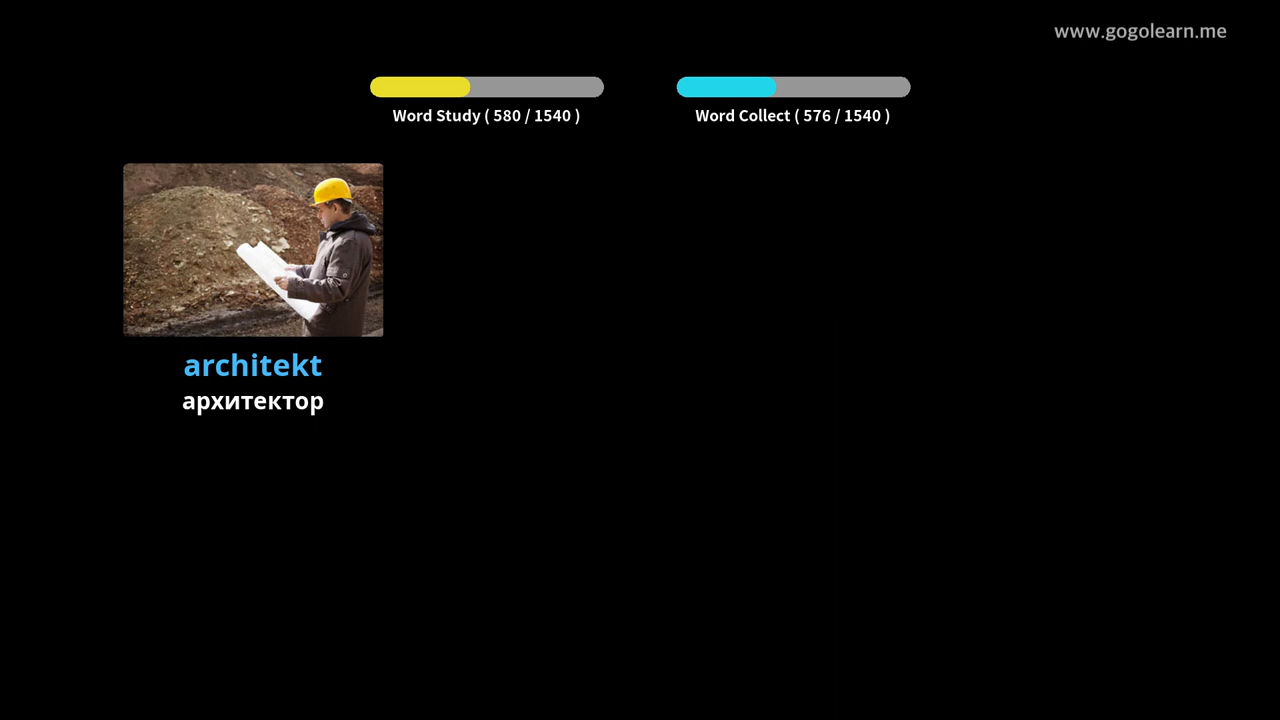 www.gogolearn.me
Word Study ( 580 / 1540 )
Word Collect ( 576 / 1540 )
architekt
архитектор